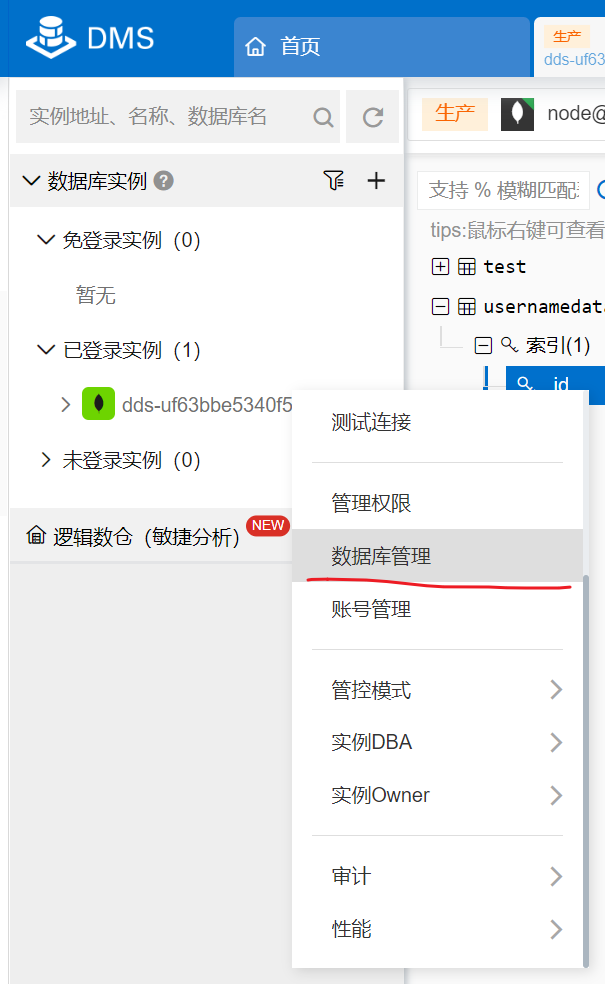 DMS
首页
生产
dds-uf63
实例地址、名称、数据库名
生产
node@
数据库实例
支持 % 模糊匹配
tips:鼠标右键可查看
免登录实例（0）
暂无
test
usernamedat
索引(1)
_id
已登录实例（1）
dds-uf63bbe5340f5
未登录实例（0）
逻辑数仓（敏捷分析）
NEW
测试连接
管理权限
数据库管理
账号管理
管控模式
实例DBA
实例Owner
审计
性能